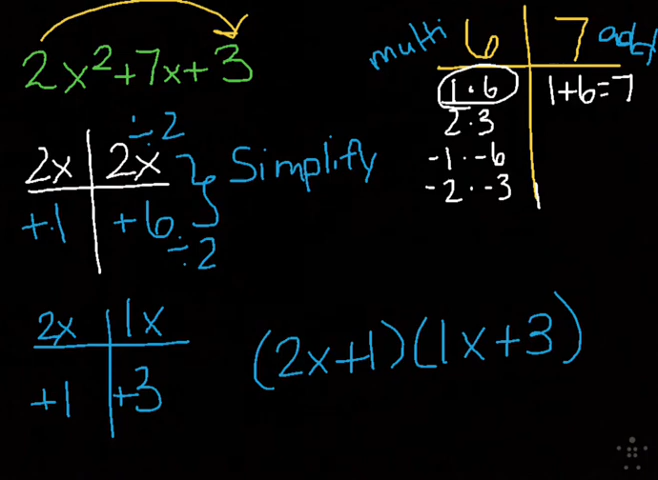 2x²+7x+3
multi 6 | 7 add
1·6 | 1+6=7
2·3
-1·-6
-2·-3
÷2
2x | 2x Simplify
+1 | +6
÷2
2x | 1x
+1 | +3
(2x+1)(1x+3)